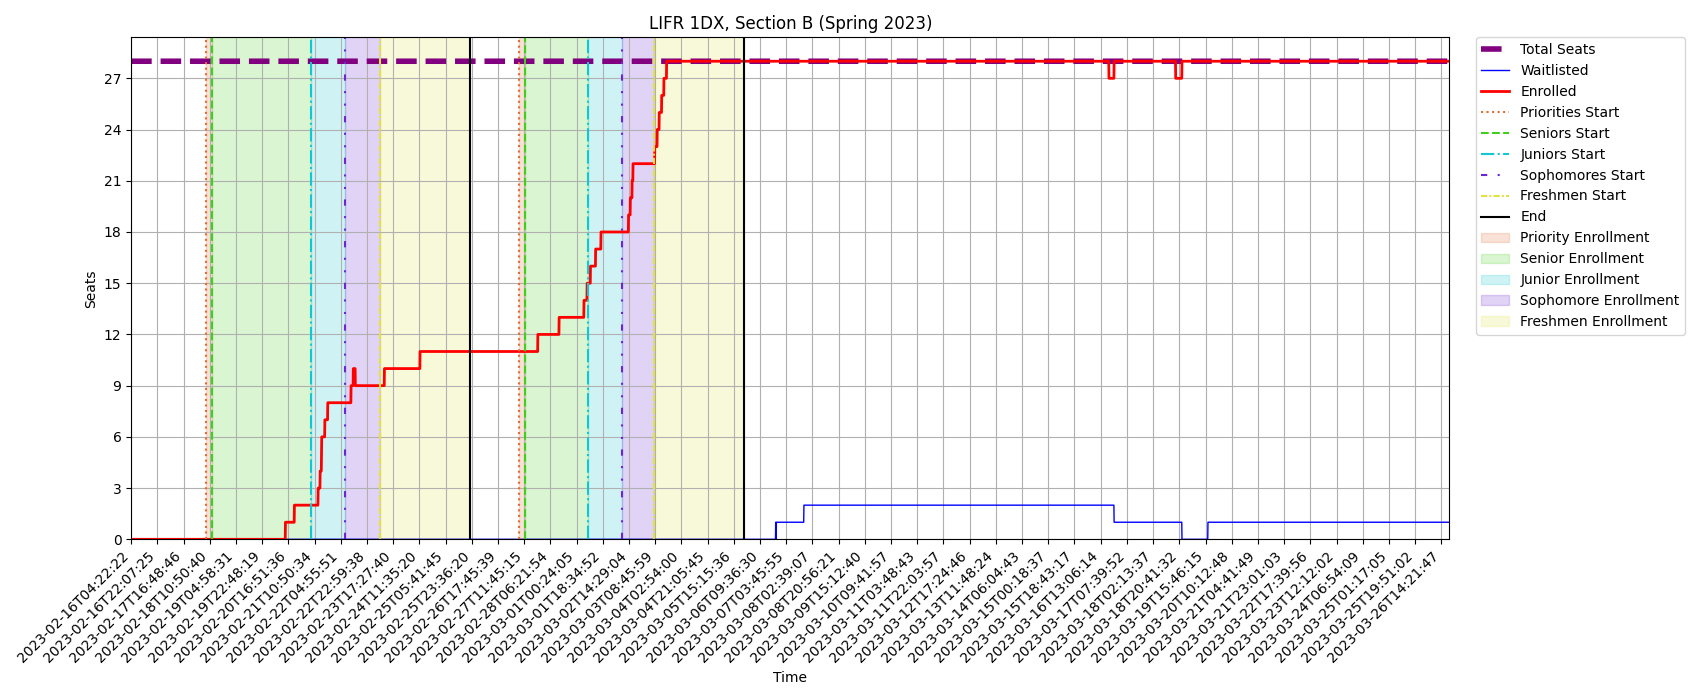 LIFR 1DX, Section B (Spring 2023)
Total Seats
Waitlisted
Enrolled
Priorities Start
Seniors Start
Juniors Start
Sophomores Start
Freshmen Start
End
Priority Enrollment
Senior Enrollment
Junior Enrollment
Sophomore Enrollment
Freshmen Enrollment
Seats
27
24
21
18
15
12
9
6
3
0
2023-02-16T04:22:22
2023-02-16T22:07:25
2023-02-17T16:48:46
2023-02-18T10:50:40
2023-02-19T04:58:31
2023-02-19T22:48:19
2023-02-20T16:51:36
2023-02-21T10:50:34
2023-02-22T04:55:51
2023-02-22T22:59:38
2023-02-23T17:27:40
2023-02-24T11:35:20
2023-02-25T05:41:45
2023-02-25T23:36:20
2023-02-26T17:45:39
2023-02-27T11:45:15
2023-02-28T06:21:54
2023-03-01T00:24:05
2023-03-01T18:34:52
2023-03-02T14:29:04
2023-03-03T08:45:59
2023-03-04T02:54:00
2023-03-04T21:05:45
2023-03-05T15:15:36
2023-03-06T09:36:30
2023-03-07T03:45:55
2023-03-08T02:39:07
2023-03-08T20:56:21
2023-03-09T15:12:40
2023-03-10T09:41:57
2023-03-11T03:48:43
2023-03-11T22:03:57
2023-03-12T17:24:46
2023-03-13T11:48:24
2023-03-14T06:04:43
2023-03-15T00:18:37
2023-03-15T18:43:17
2023-03-16T13:06:14
2023-03-17T07:39:52
2023-03-18T02:13:37
2023-03-18T20:41:32
2023-03-19T15:46:15
2023-03-20T10:12:48
2023-03-21T04:41:49
2023-03-21T23:01:03
2023-03-22T17:39:56
2023-03-23T12:12:02
2023-03-24T06:54:09
2023-03-25T01:17:05
2023-03-25T19:51:02
2023-03-26T14:21:47
Time